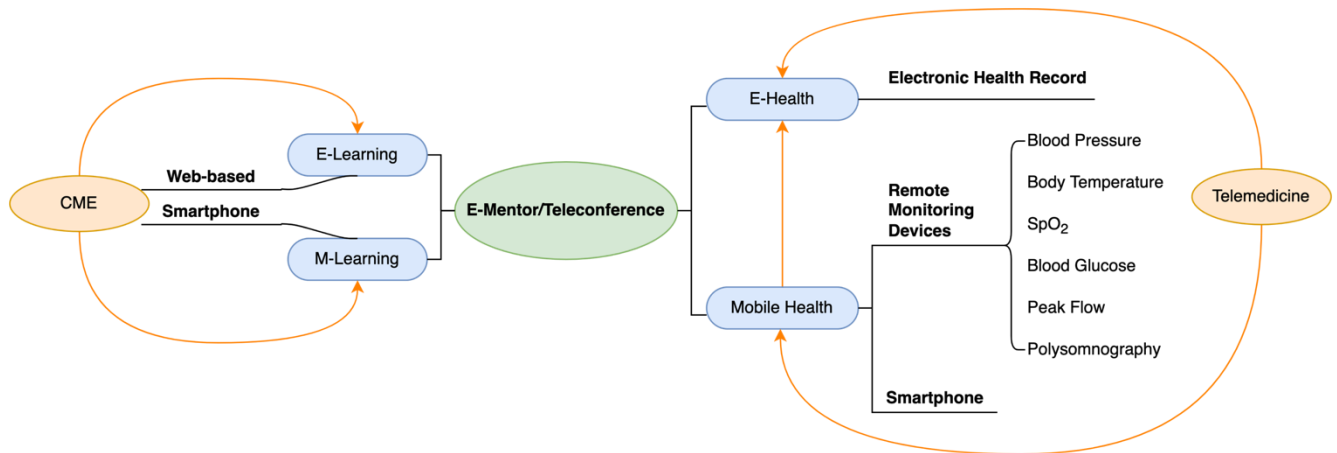 CME
Web-based
Smartphone
E-Learning
M-Learning
E-Mentor/Teleconference
E-Health
Mobile Health
Electronic Health Record
Remote
Monitoring
Devices
Smartphone
Blood Pressure
Body Temperature
SpO₂
Blood Glucose
Peak Flow
Polysomnography
Telemedicine